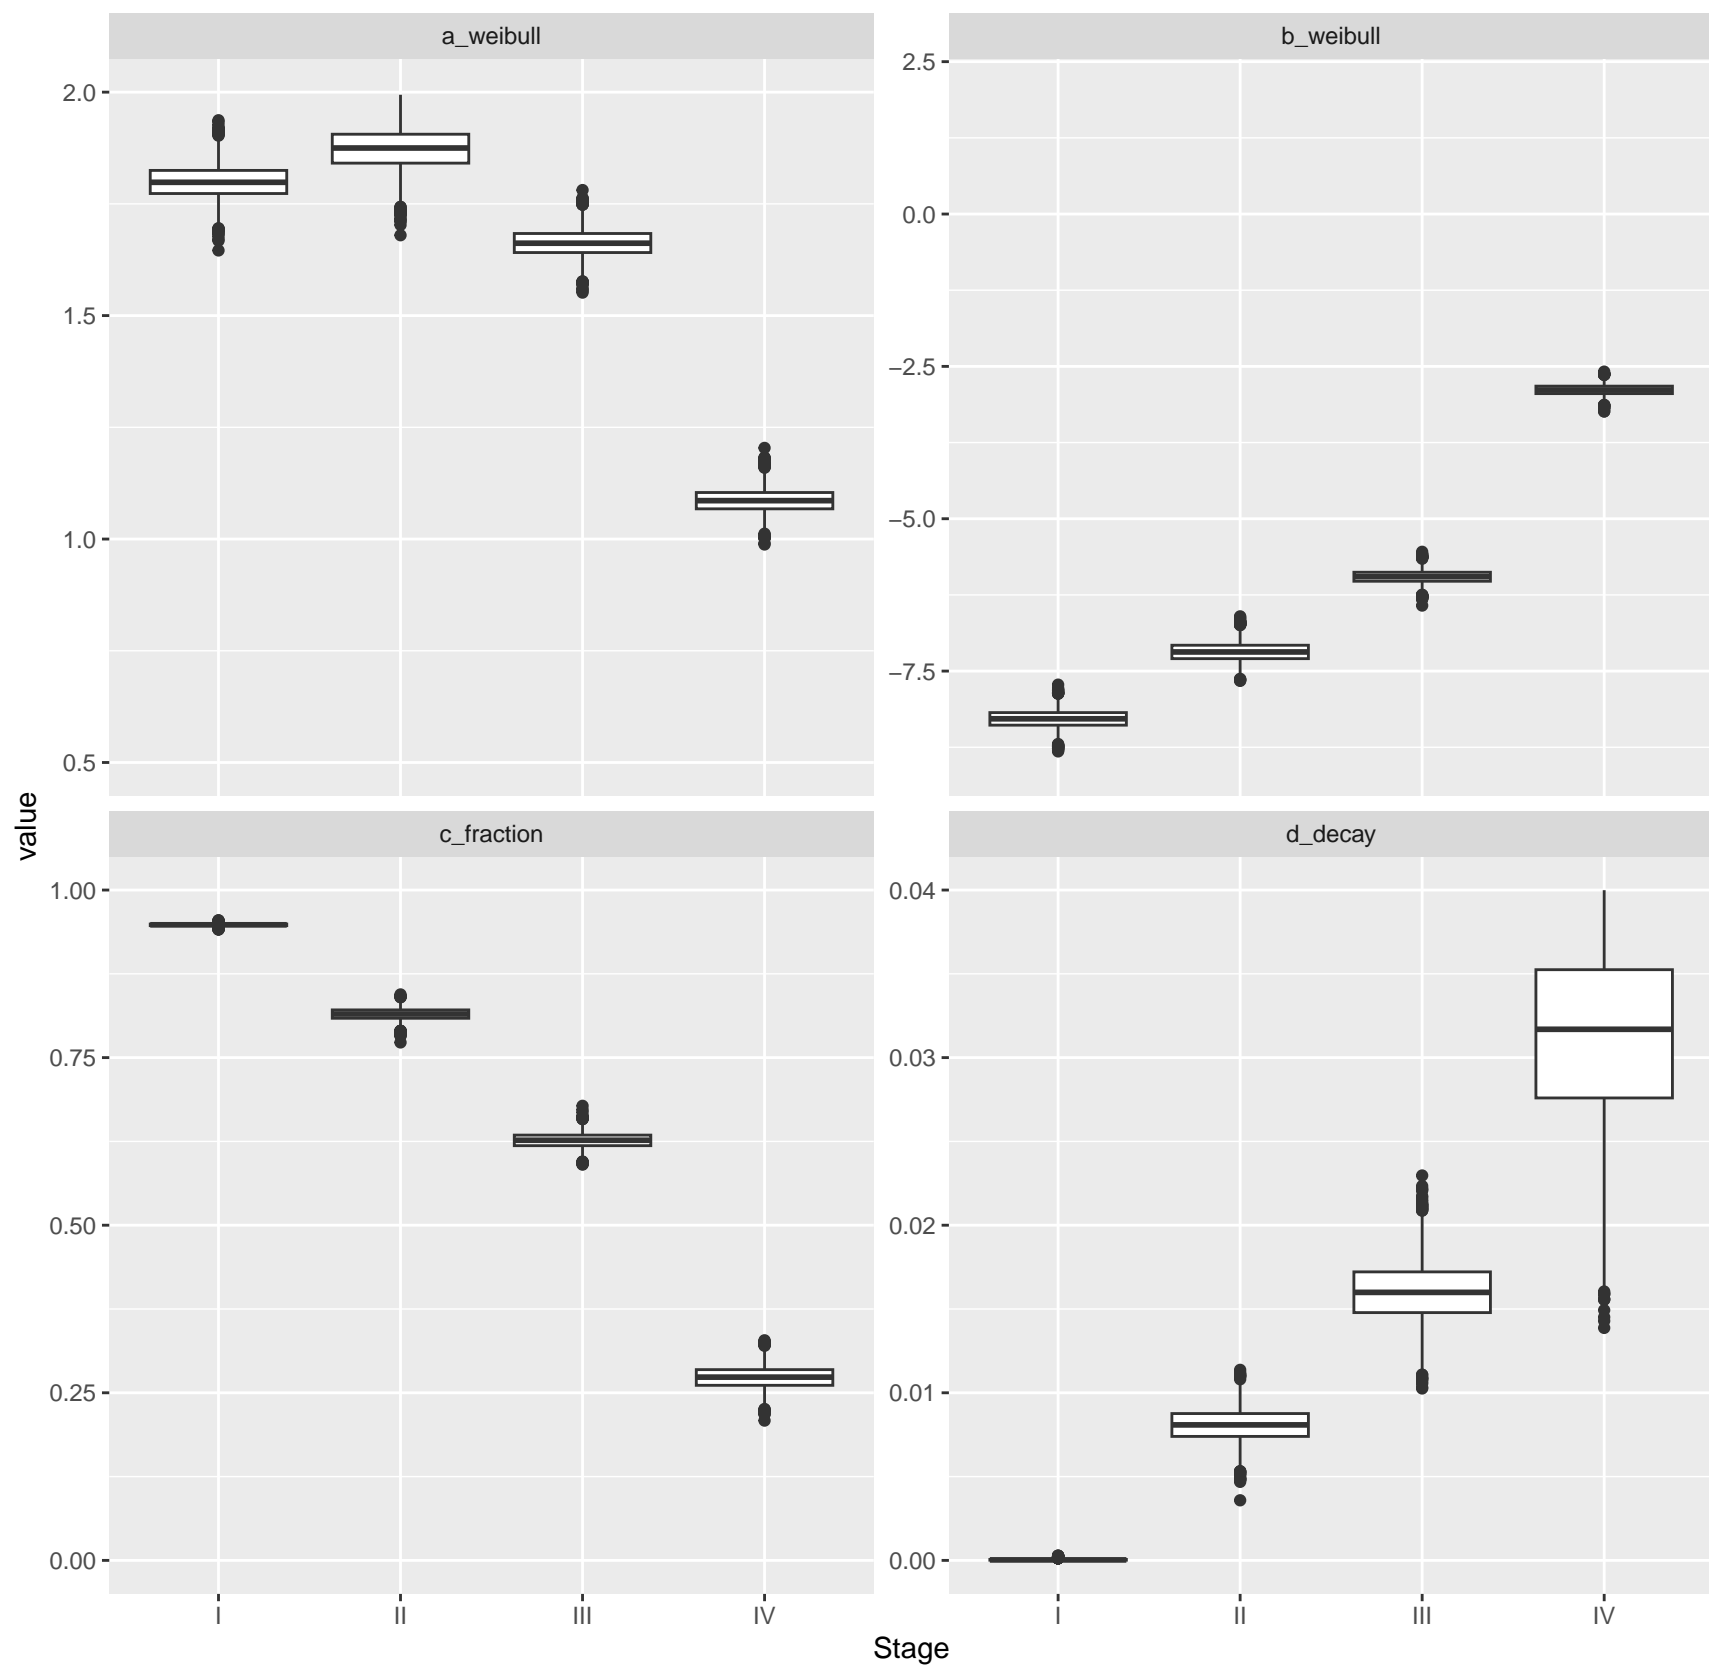 a_weibull
b_weibull
2.0
1.5
1.0
0.5
2.5
0.0
−2.5
−5.0
−7.5
value
c_fraction
d_decay
1.00
0.75
0.50
0.25
0.00
0.04
0.03
0.02
0.01
0.00
I II III IV
I II III IV
Stage